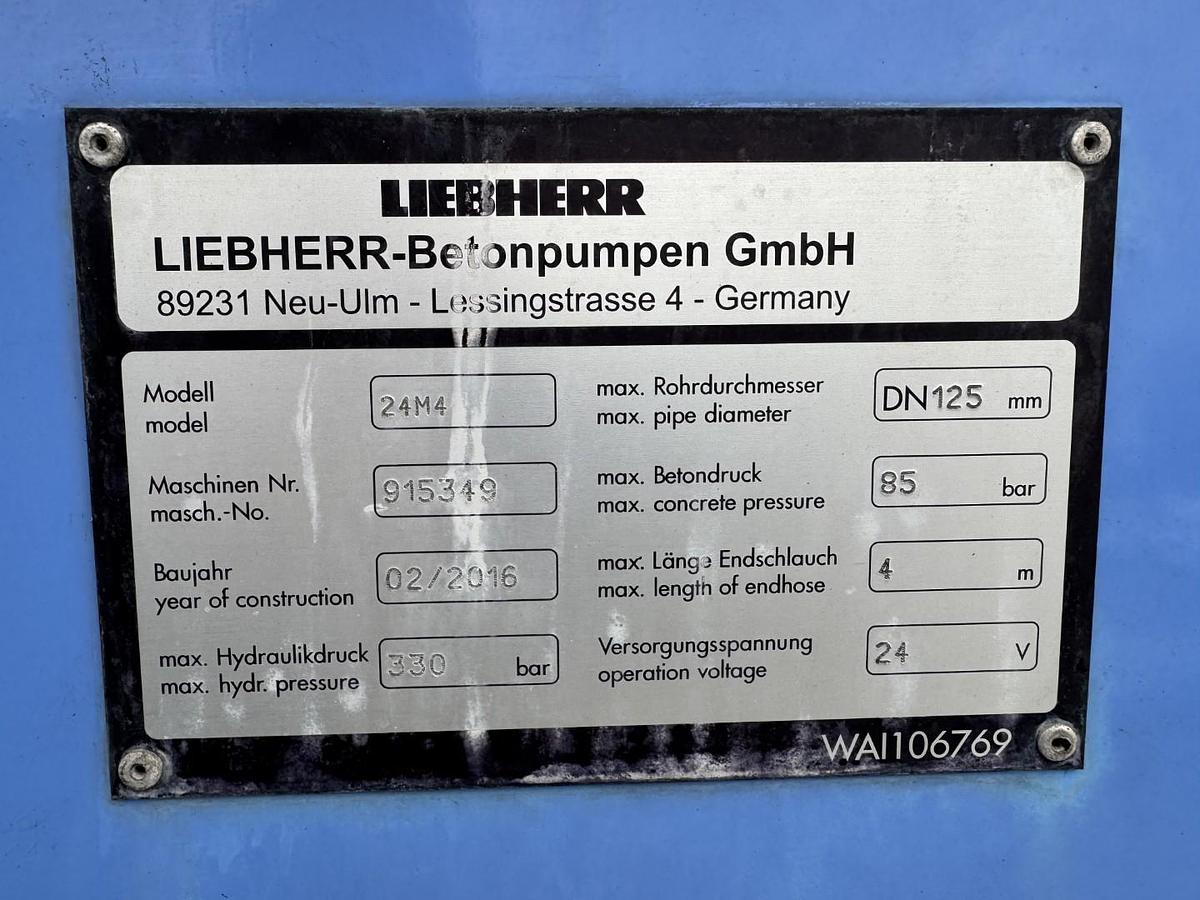 LIEBHERR
LIEBHERR-Betonpumpen GmbH
89231 Neu-Ulm - Lessingstrasse 4 - Germany
Modell
model
24M4
Maschinen Nr.
masch.-No.
915349
Baujahr
year of construction
02/2016
max. Hydraulikdruck
max. hydr. pressure
330 bar
max. Rohrdurchmesser
max. pipe diameter
DN125 mm
max. Betondruck
max. concrete pressure
85 bar
max. Länge Endschlauch
max. length of endhose
4 m
Versorgungsspannung
operation voltage
24 V
WAI106769